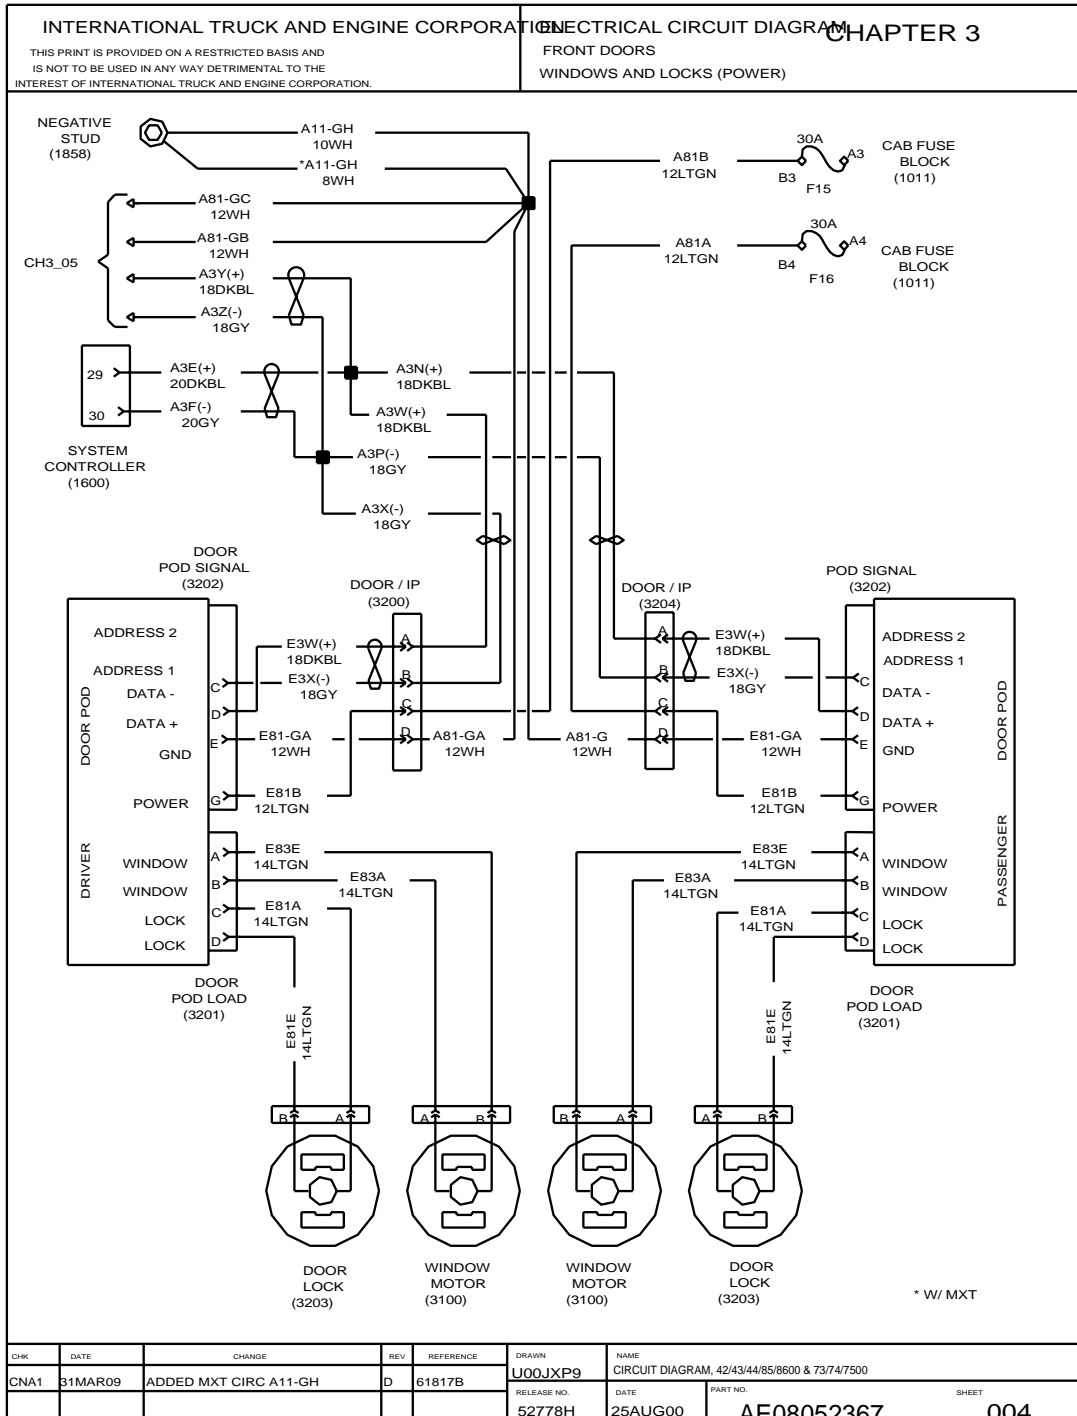 INTERNATIONAL TRUCK AND ENGINE CORPORATION
THIS PRINT IS PROVIDED ON A RESTRICTED BASIS AND
IS NOT TO BE USED IN ANY WAY DETRIMENTAL TO THE
INTEREST OF INTERNATIONAL TRUCK AND ENGINE CORPORATION.
ELECTRICAL CIRCUIT DIAGRAM
FRONT DOORS
WINDOWS AND LOCKS (POWER)
CHAPTER 3
NEGATIVE
STUD
(1858)
A11-GH
10WH
*A11-GH
8WH
A81-GC
12WH
A81-GB
12WH
CH3_05
A3Y(+)
18DKBL
A3Z(-)
18GY
A81B
12LTGN
30A
B3
A3
F15
CAB FUSE
BLOCK
(1011)
A81A
12LTGN
30A
B4
A4
F16
CAB FUSE
BLOCK
(1011)
29
30
SYSTEM
CONTROLLER
(1600)
A3E(+)
20DKBL
A3F(-)
20GY
A3N(+)
18DKBL
A3W(+)
18DKBL
A3P(-)
18GY
A3X(-)
18GY
DOOR
POD SIGNAL
(3202)
DOOR / IP
(3200)
DOOR / IP
(3204)
POD SIGNAL
(3202)
ADDRESS 2
ADDRESS 1
DATA -
DATA +
GND
POWER
DOOR POD
DRIVER
WINDOW
WINDOW
LOCK
LOCK
C
D
E
G
A
B
C
D
E3W(+)
18DKBL
E3X(-)
18GY
E81-GA
12WH
E81B
12LTGN
A
B
C
D
A81-GA
12WH
A81-G
12WH
A
B
C
D
E3W(+)
18DKBL
E3X(-)
18GY
E81-GA
12WH
E81B
12LTGN
C
D
E
G
A
B
C
D
ADDRESS 2
ADDRESS 1
DATA -
DATA +
GND
POWER
DOOR POD
PASSENGER
WINDOW
WINDOW
LOCK
LOCK
E83E
14LTGN
E83A
14LTGN
E81A
14LTGN
E81E
14LTGN
E83E
14LTGN
E83A
14LTGN
E81A
14LTGN
E81E
14LTGN
DOOR
POD LOAD
(3201)
DOOR
POD LOAD
(3201)
B
A
A
B
B
A
A
B
DOOR
LOCK
(3203)
WINDOW
MOTOR
(3100)
WINDOW
MOTOR
(3100)
DOOR
LOCK
(3203)
* W/ MXT
CHK DATE CHANGE REV REFERENCE
CNA1 31MAR09 ADDED MXT CIRC A11-GH D 61817B
DRAWN
U00JXP9
NAME
CIRCUIT DIAGRAM, 42/43/44/85/8600 & 73/74/7500
RELEASE NO.
52778H
DATE
25AUG00
PART NO.
AE08052367
SHEET
004